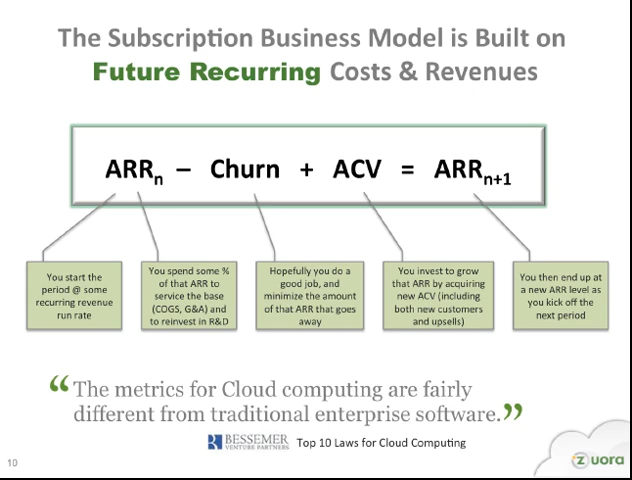 The Subscription Business Model is Built on
Future Recurring Costs & Revenues
ARRn – Churn + ACV = ARRn+1
You start the
period @ some
recurring revenue
run rate
You spend some %
of that ARR to
service the base
(COGS, G&A) and
to reinvest in R&D
Hopefully you do a
good job, and
minimize the amount
of that ARR that goes
away
You invest to grow
that ARR by acquiring
new ACV (including
both new customers
and upsells)
You then end up at
a new ARR level as
you kick off the
next period
“The metrics for Cloud computing are fairly
different from traditional enterprise software.”
BESSEMER
VENTURE PARTNERS
Top 10 Laws for Cloud Computing
10
zuora